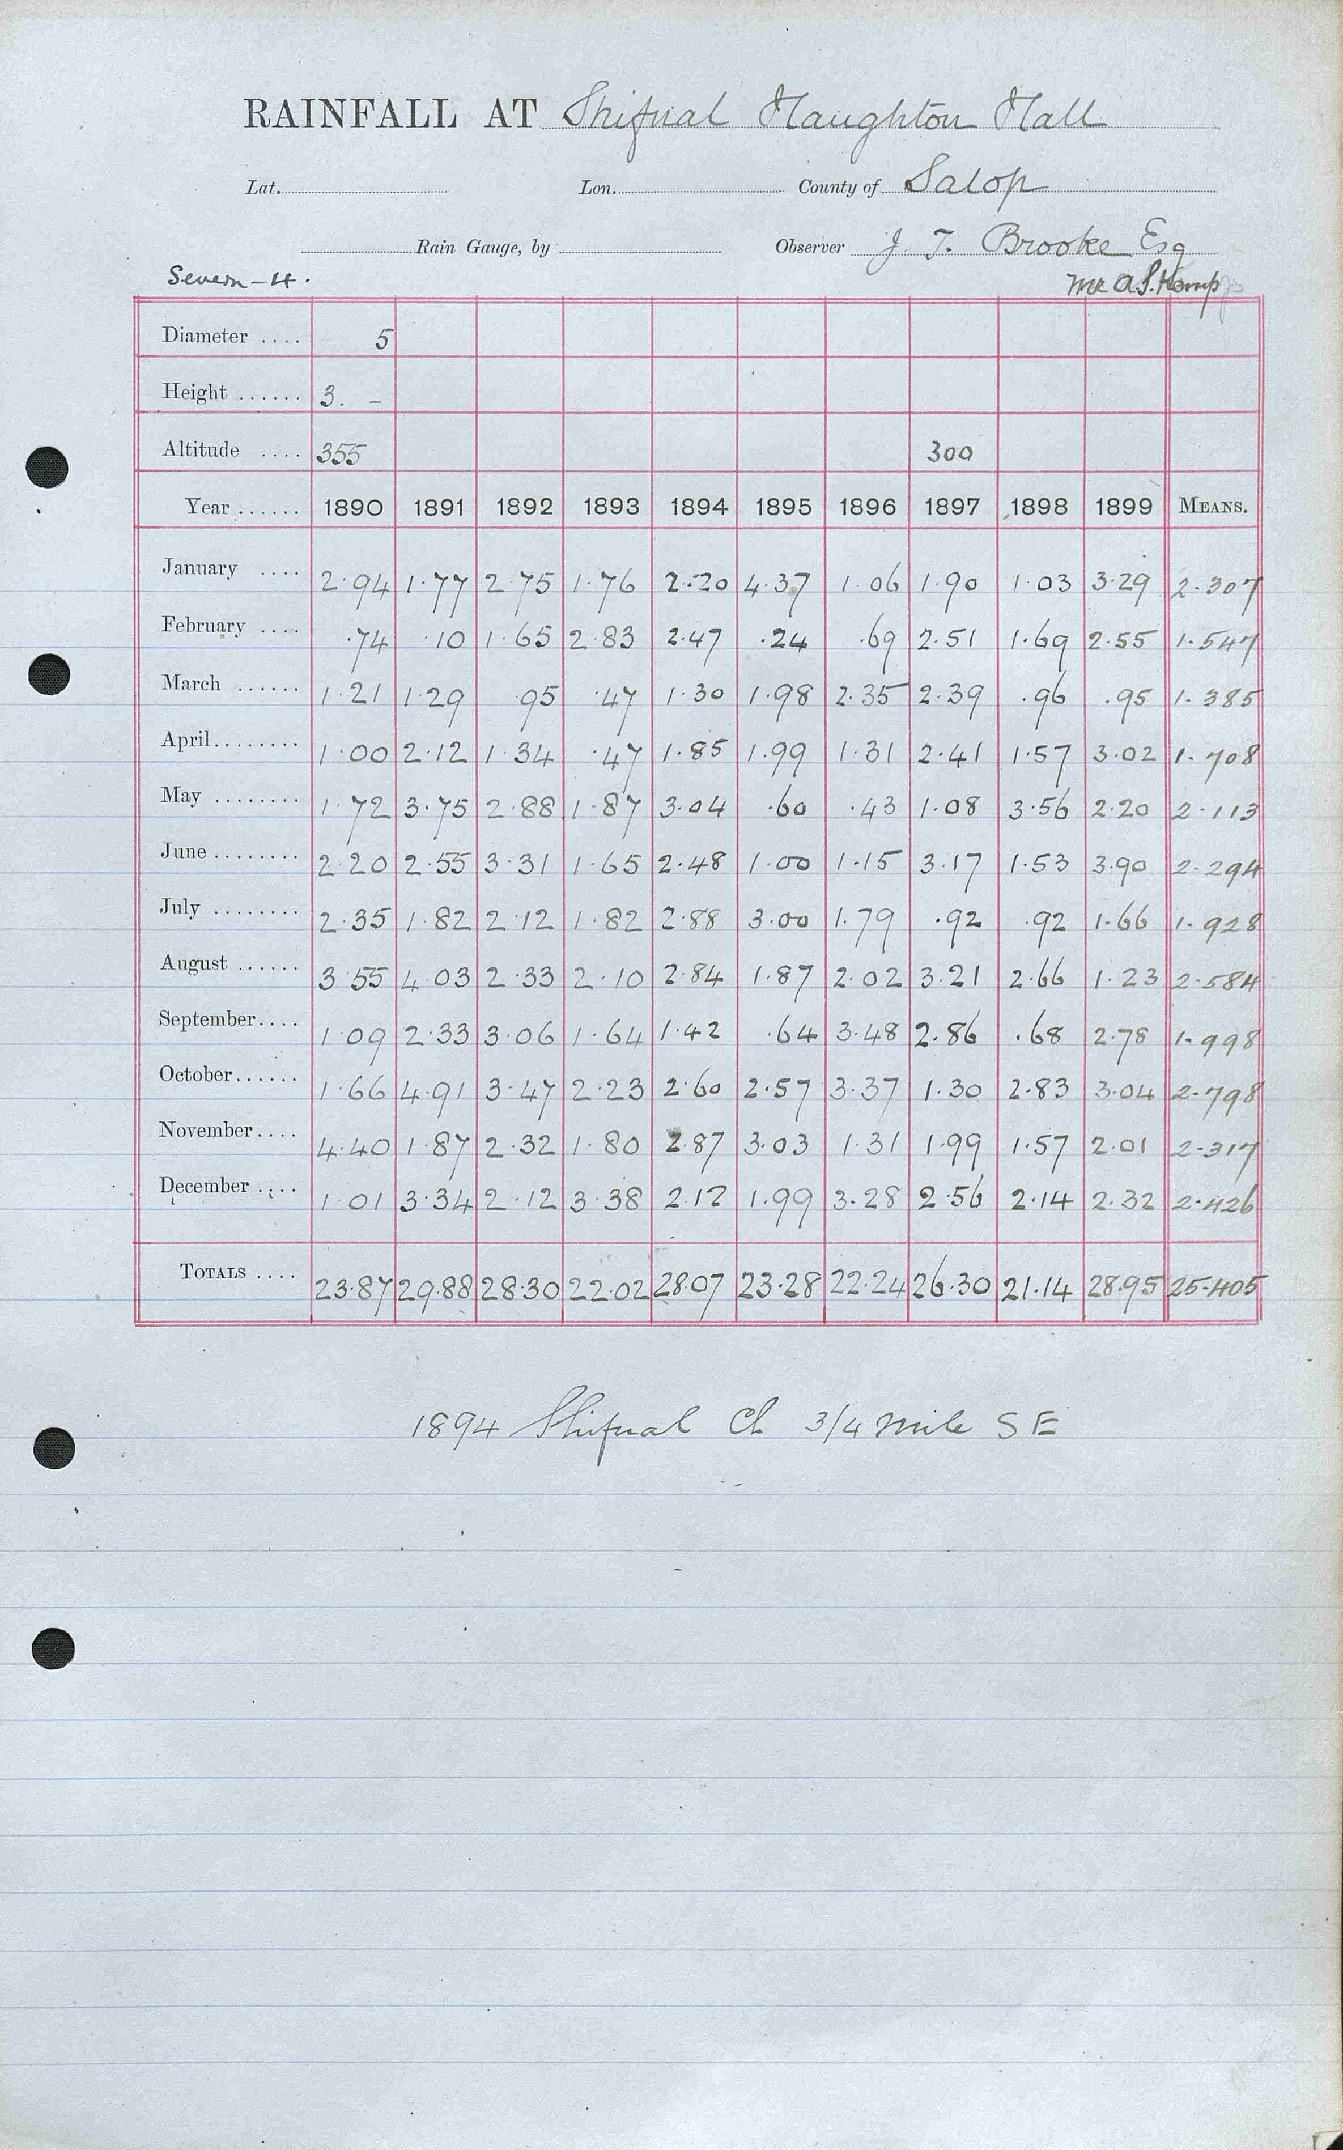 RAINFALL AT Shifnal Haughton Hall
Lat. Lon. County of Salop
Rain Gauge, by Observer J. T. Brooke Esq
Severn – 4. Mr A. S. Kemp
Diameter .... 5
Height ...... 3. –
Altitude .... 355 300
Year ...... 1890 1891 1892 1893 1894 1895 1896 1897 1898 1899 MEANS.
January .... 2.94 1.77 2.75 1.76 2.20 4.37 1.06 1.90 1.03 3.29 2.307
February .... .74 .10 1.65 2.83 2.47 .24 .69 2.51 1.69 2.55 1.547
March ...... 1.21 1.29 .95 .47 1.30 1.98 2.35 2.39 .96 .95 1.385
April........ 1.00 2.12 1.34 .47 1.85 1.99 1.31 2.41 1.57 3.02 1.708
May ........ 1.72 3.75 2.88 1.87 3.04 .60 .43 1.08 3.56 2.20 2.113
June ........ 2.20 2.55 3.31 1.65 2.48 1.00 1.15 3.17 1.53 3.90 2.294
July ........ 2.35 1.82 2.12 1.82 2.88 3.00 1.79 .92 .92 1.66 1.928
August ...... 3.55 4.03 2.33 2.10 2.84 1.87 2.02 3.21 2.66 1.23 2.584
September.... 1.09 2.33 3.06 1.64 1.42 .64 3.48 2.86 .68 2.78 1.998
October...... 1.66 4.91 3.47 2.23 2.60 2.57 3.37 1.30 2.83 3.04 2.798
November.... 4.40 1.87 2.32 1.80 2.87 3.03 1.31 1.99 1.57 2.01 2.317
December .... 1.01 3.34 2.12 3.38 2.12 1.99 3.28 2.56 2.14 2.32 2.426
TOTALS .... 23.87 29.88 28.30 22.02 28.07 23.28 22.24 26.30 21.14 28.95 25.405
1894 Shifnal Ch 3/4 mile S E